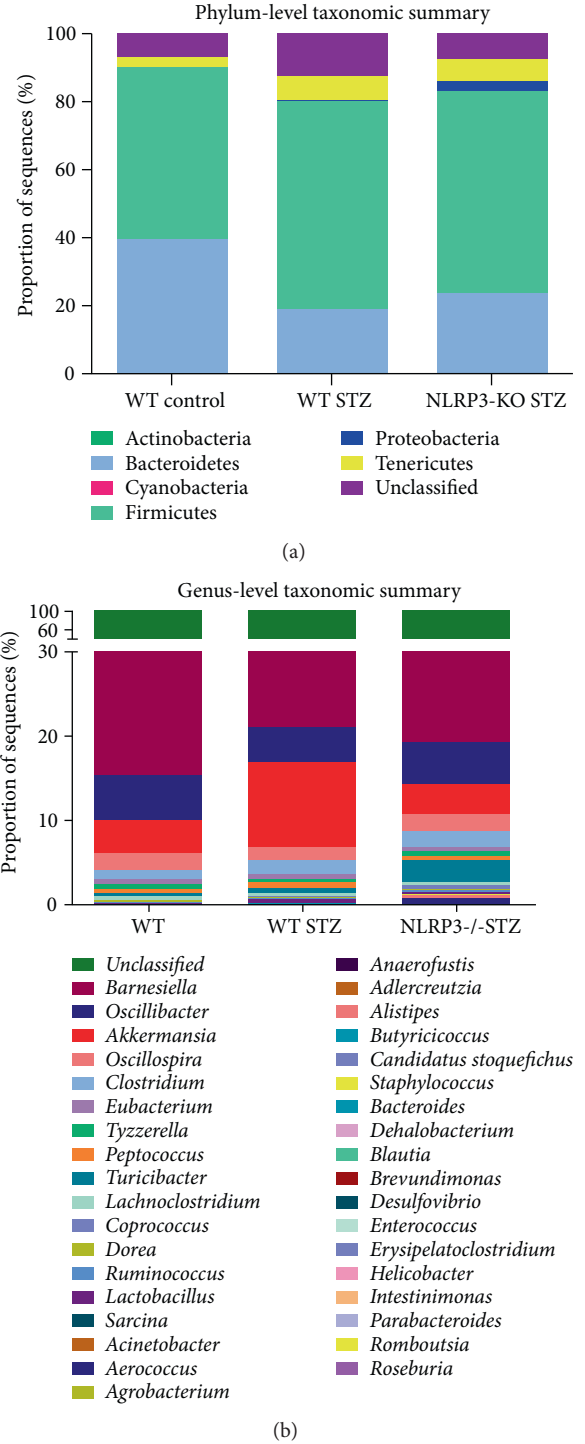 Phylum-level taxonomic summary
Proportion of sequences (%)
100
80
60
40
20
0
WT control
WT STZ
NLRP3-KO STZ
Actinobacteria
Bacteroidetes
Cyanobacteria
Firmicutes
Proteobacteria
Tenericutes
Unclassified
(a)
Genus-level taxonomic summary
Proportion of sequences (%)
100
60
30
20
10
0
WT
WT STZ
NLRP3-/-STZ
Unclassified
Barnesiella
Oscillibacter
Akkermansia
Oscillospira
Clostridium
Eubacterium
Tyzzerella
Peptococcus
Turicibacter
Lachnoclostridium
Coprococcus
Dorea
Ruminococcus
Lactobacillus
Sarcina
Acinetobacter
Aerococcus
Agrobacterium
Anaerofustis
Adlercreutzia
Alistipes
Butyricicoccus
Candidatus stoquefichus
Staphylococcus
Bacteroides
Dehalobacterium
Blautia
Brevundimonas
Desulfovibrio
Enterococcus
Erysipelatoclostridium
Helicobacter
Intestinimonas
Parabacteroides
Romboutsia
Roseburia
(b)